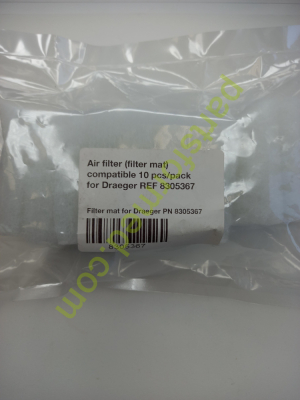 Air filter (filter mat)
compatible 10 pcs/pack
for Draeger REF 8305367
Filter mat for Draeger PN 8305367
8305367